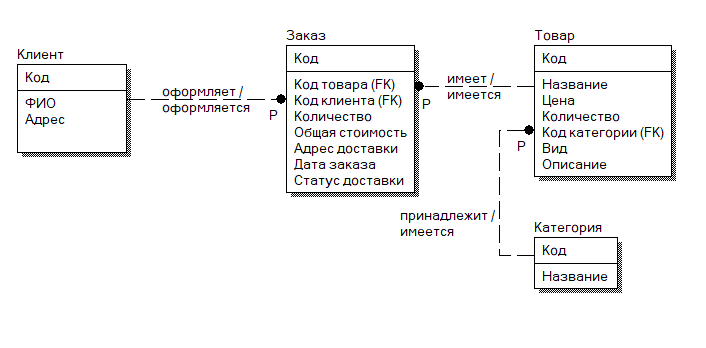 Клиент
Код
ФИО
Адрес
оформляет /
оформляется
P
Заказ
Код
Код товара (FK)
Код клиента (FK)
Количество
Общая стоимость
Адрес доставки
Дата заказа
Статус доставки
имеет /
имеется
P
Товар
Код
Название
Цена
Количество
Код категории (FK)
Вид
Описание
P
принадлежит /
имеется
Категория
Код
Название